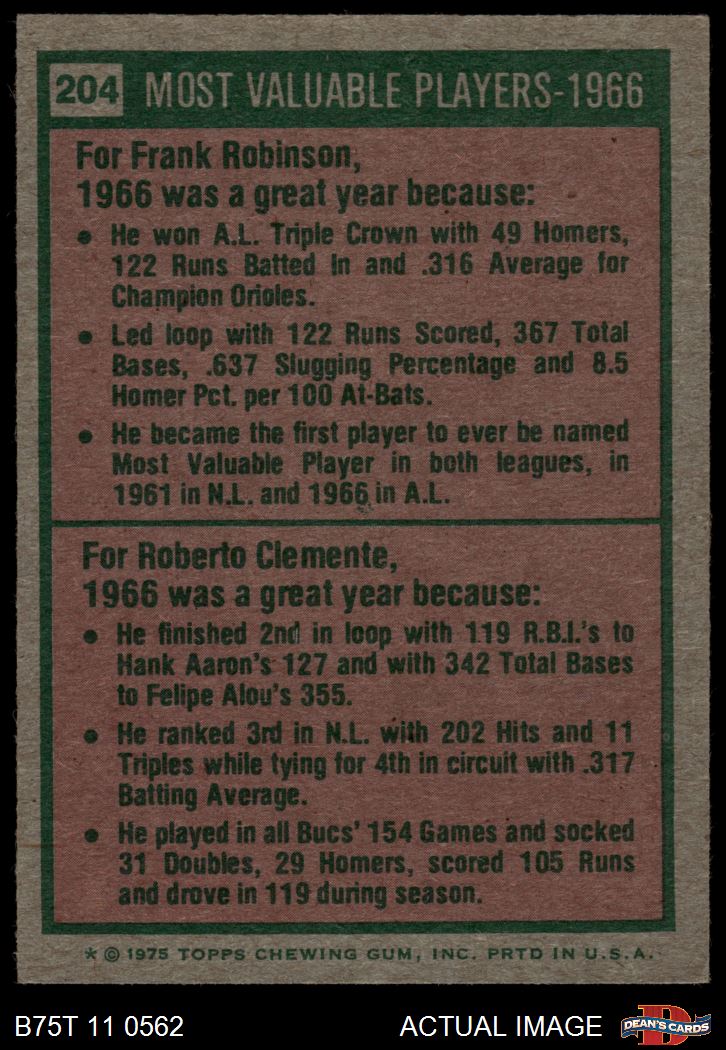 204 MOST VALUABLE PLAYERS-1966
For Frank Robinson,
1966 was a great year because:
• He won A.L. Triple Crown with 49 Homers,
122 Runs Batted In and .316 Average for
Champion Orioles.
• Led loop with 122 Runs Scored, 367 Total
Bases, .637 Slugging Percentage and 8.5
Homer Pct. per 100 At-Bats.
• He became the first player to ever be named
Most Valuable Player in both leagues, in
1961 in N.L. and 1966 in A.L.
For Roberto Clemente,
1966 was a great year because:
• He finished 2nd in loop with 119 R.B.I.'s to
Hank Aaron's 127 and with 342 Total Bases
to Felipe Alou's 355.
• He ranked 3rd in N.L. with 202 Hits and 11
Triples while tying for 4th in circuit with .317
Batting Average.
• He played in all Bucs' 154 Games and socked
31 Doubles, 29 Homers, scored 105 Runs
and drove in 119 during season.
* © 1975 TOPPS CHEWING GUM, INC. PRTD IN U.S.A.
B75T 11 0562 ACTUAL IMAGE D DEAN'S CARDS